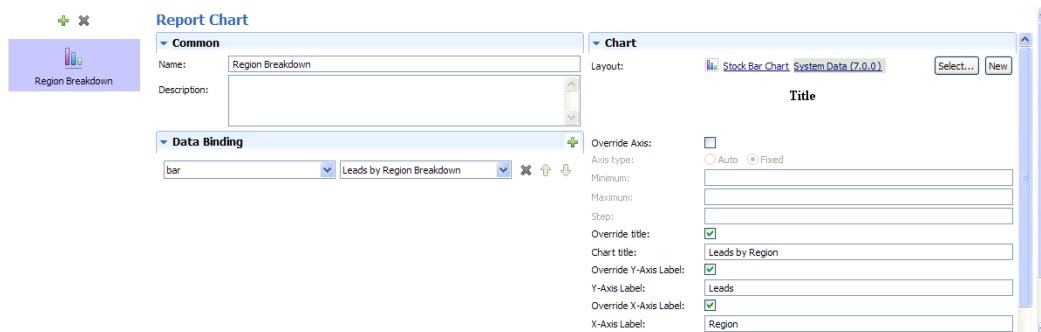 Report Chart
Region Breakdown
Common
Name: Region Breakdown
Description:
Data Binding
bar Leads by Region Breakdown
Chart
Layout: Stock Bar Chart System Data (7.0.0) Select... New
Title
Override Axis:
Axis type: Auto Fixed
Minimum:
Maximum:
Step:
Override title:
Chart title: Leads by Region
Override Y-Axis Label:
Y-Axis Label: Leads
Override X-Axis Label:
X-Axis Label: Region